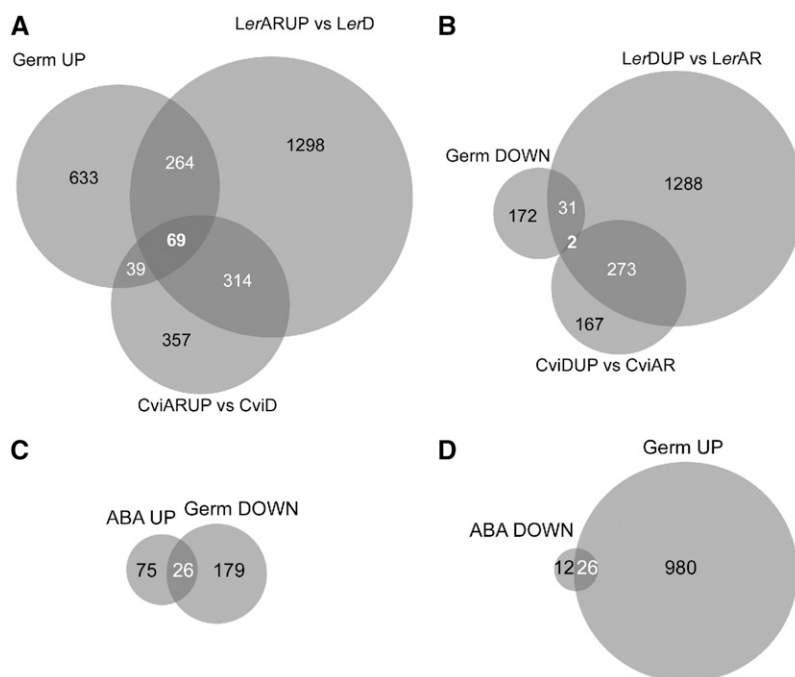 A
LerARUP vs LerD
Germ UP
1298
264
633
69
39
314
357
CviARUP vs CviD
B
LerDUP vs LerAR
Germ DOWN
1288
31
172
2
273
167
CviDUP vs CviAR
C
ABA UP
Germ DOWN
75
26
179
D
Germ UP
ABA DOWN
12
26
980